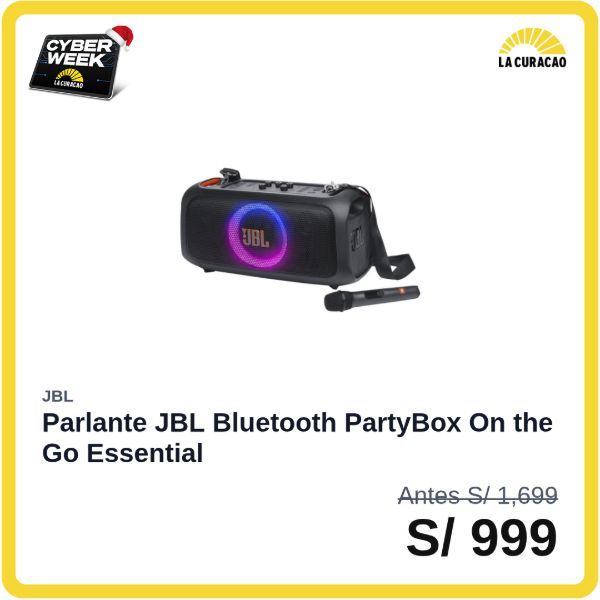 CYBER
WEEK
LA CURACAO
LA CURACAO
JBL
JBL
JBL
Parlante JBL Bluetooth PartyBox On the
Go Essential
Antes S/ 1,699
S/ 999